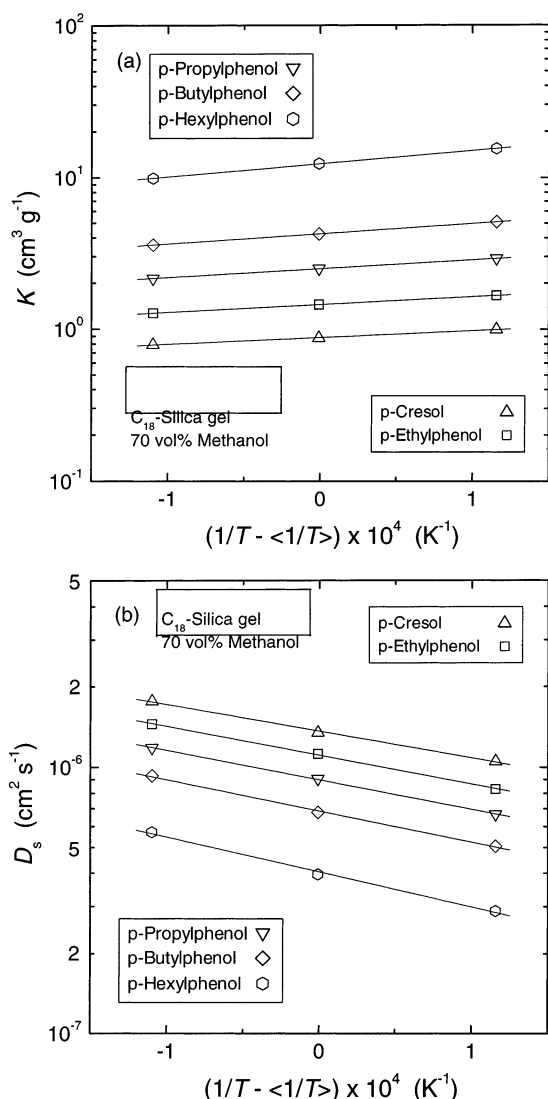 10²
(a)
p-Propylphenol ▽
p-Butylphenol ◇
p-Hexylphenol ⬡
10¹
K (cm³ g⁻¹)
10⁰
C₁₈-Silica gel
70 vol% Methanol
p-Cresol △
p-Ethylphenol □
10⁻¹
-1 0 1
(1/T - <1/T>) x 10⁴ (K⁻¹)
5
(b)
C₁₈-Silica gel
70 vol% Methanol
p-Cresol △
p-Ethylphenol □
2
10⁻⁶
Dₛ (cm² s⁻¹)
5
p-Propylphenol ▽
p-Butylphenol ◇
p-Hexylphenol ⬡
2
10⁻⁷
-1 0 1
(1/T - <1/T>) x 10⁴ (K⁻¹)